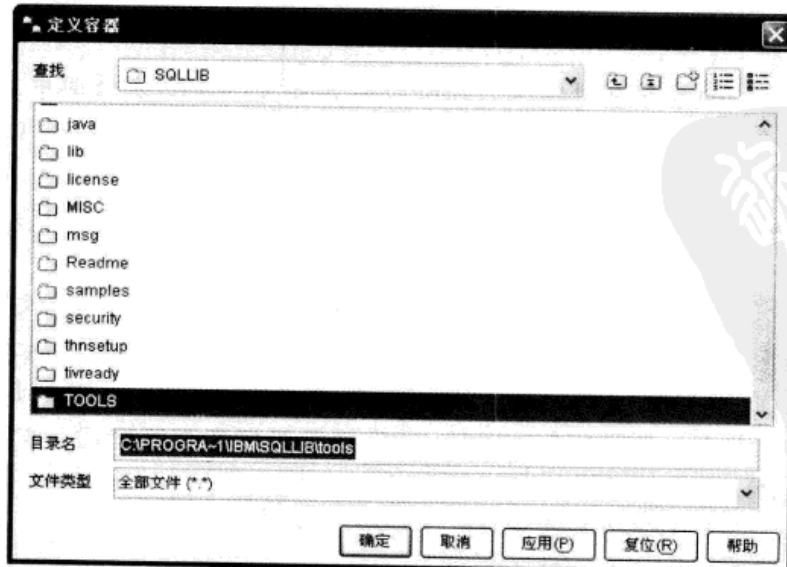 定义容器
查找
SQLLIB
java
lib
license
MISC
msg
Readme
samples
security
thnsetup
tivready
TOOLS
目录名
C:\PROGRA~1\IBM\SQLLIB\tools
文件类型
全部文件 (*.*)
确定
取消
应用(P)
复位(R)
帮助